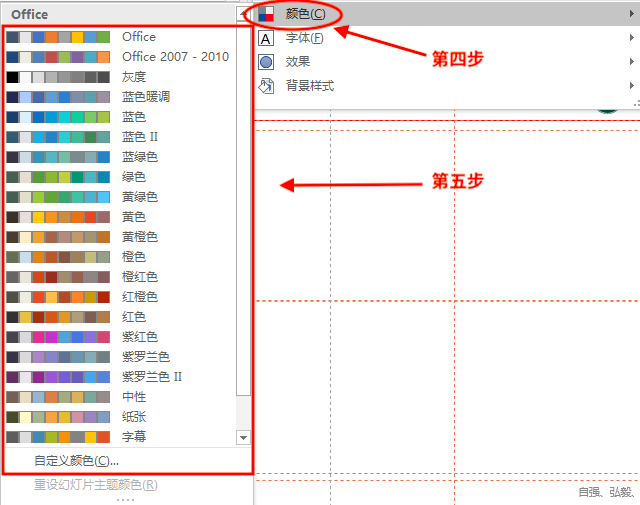 Office
Office
Office 2007 - 2010
灰度
蓝色暖调
蓝色
蓝色 II
蓝绿色
绿色
黄绿色
黄色
黄橙色
橙色
橙红色
红橙色
红色
紫红色
紫罗兰色
紫罗兰色 II
中性
纸张
字幕
自定义颜色(C)...
重设幻灯片主题颜色(R)
颜色(C)
字体(F)
效果
背景样式
第四步
第五步
自强、弘毅、